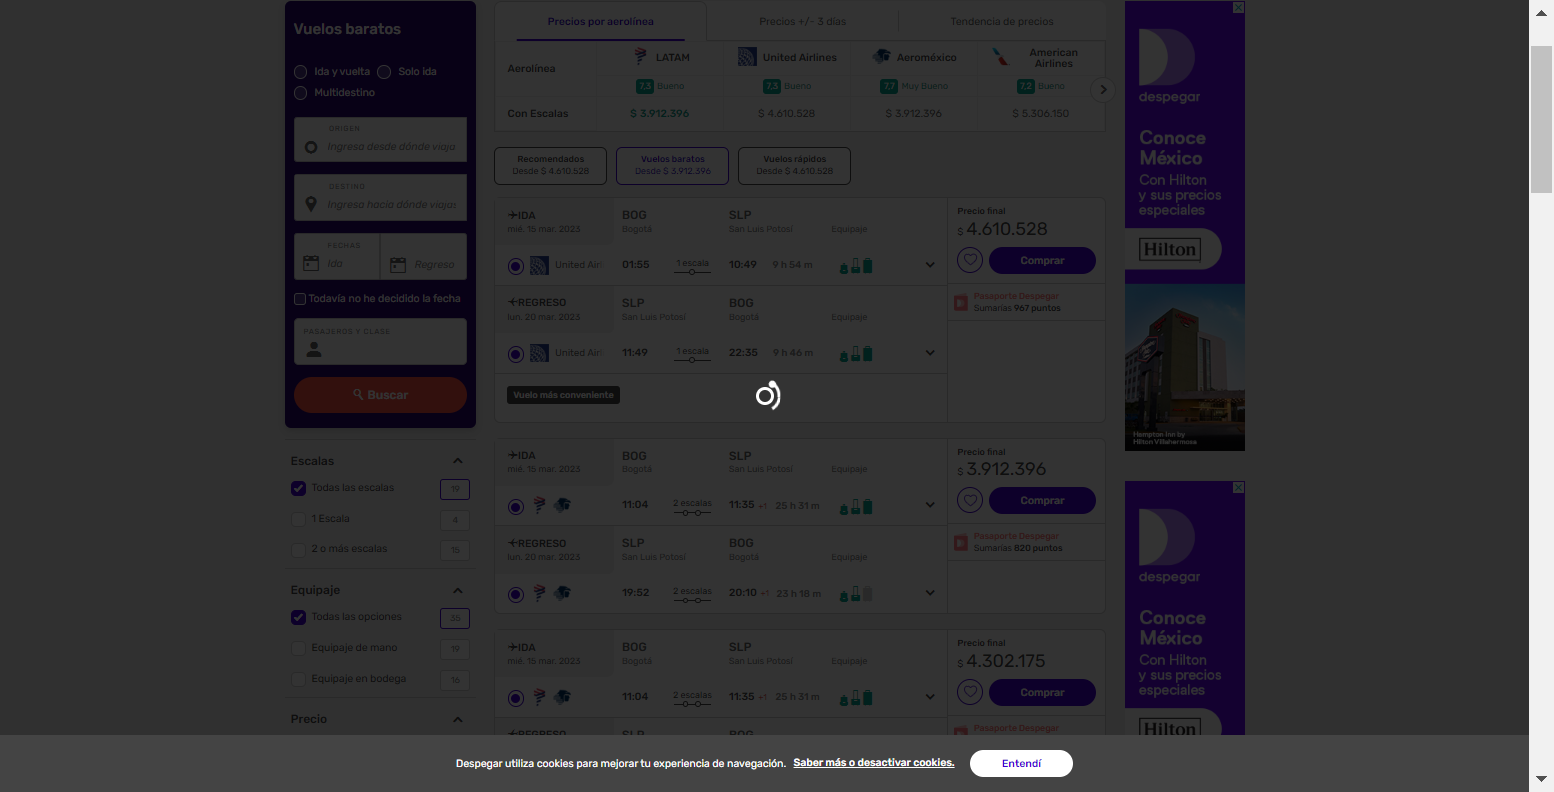 Vuelos baratos
Ida y vuelta Solo ida
Multidestino
ORIGEN
Ingresa desde dónde viaja
DESTINO
Ingresa hacia dónde viajas
FECHAS
Ida Regreso
Todavía no he decidido la fecha
PASAJEROS Y CLASE
Buscar
Escalas
Todas las escalas 19
1 Escala 4
2 o más escalas 15
Equipaje
Todas las opciones 35
Equipaje de mano 19
Equipaje en bodega 16
Precio
Precios por aerolínea Precios +/- 3 días Tendencia de precios
Aerolínea LATAM United Airlines Aeroméxico American Airlines
7,3 Bueno 7,3 Bueno 7,7 Muy Bueno 7,2 Bueno
Con Escalas $ 3.912.396 $ 4.610.528 $ 3.912.396 $ 5.306.150
Recomendados
Desde $ 4.610.528
Vuelos baratos
Desde $ 3.912.396
Vuelos rápidos
Desde $ 4.610.528
IDA BOG SLP
mié. 15 mar. 2023 Bogotá San Luis Potosí Equipaje
United Airl 01:55 1 escala 10:49 9 h 54 m
REGRESO SLP BOG
lun. 20 mar. 2023 San Luis Potosí Bogotá Equipaje
United Airl 11:49 1 escala 22:35 9 h 46 m
Vuelo más conveniente
Precio final
$ 4.610.528
Comprar
Pasaporte Despegar
Sumarías 967 puntos
IDA BOG SLP
mié. 15 mar. 2023 Bogotá San Luis Potosí Equipaje
11:04 2 escalas 11:35 +1 25 h 31 m
REGRESO SLP BOG
lun. 20 mar. 2023 San Luis Potosí Bogotá Equipaje
19:52 2 escalas 20:10 +1 23 h 18 m
Precio final
$ 3.912.396
Comprar
Pasaporte Despegar
Sumarías 820 puntos
IDA BOG SLP
mié. 15 mar. 2023 Bogotá San Luis Potosí Equipaje
11:04 2 escalas 11:35 +1 25 h 31 m
REGRESO SLP BOG
Precio final
$ 4.302.175
Comprar
Pasaporte Despegar
despegar
Conoce
México
Con Hilton
y sus precios
especiales
Hilton
Hampton Inn by
Hilton Villahermosa
despegar
Conoce
México
Con Hilton
y sus precios
especiales
Hilton
Despegar utiliza cookies para mejorar tu experiencia de navegación. Saber más o desactivar cookies. Entendí